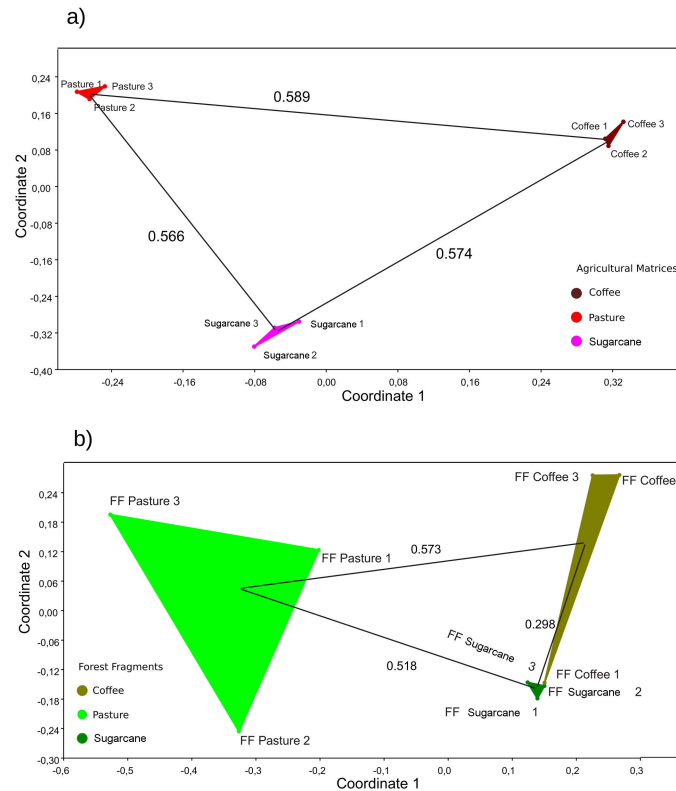 a)
0,24
0,16
0,08
0,00
-0,08
-0,16
-0,24
-0,32
-0,40
Coordinate 2
Pasture 1
Pasture 3
Pasture 2
0.589
Coffee 1
Coffee 3
Coffee 2
0.566
0.574
Sugarcane 3
Sugarcane 1
Sugarcane 2
Agricultural Matrices
Coffee
Pasture
Sugarcane
-0,24
-0,16
-0,08
0,00
0,08
0,16
0,24
0,32
Coordinate 1
b)
0,24
0,18
0,12
0,06
0,00
-0,06
-0,12
-0,18
-0,24
-0,30
Coordinate 2
FF Pasture 3
FF Pasture 1
FF Pasture 2
FF Coffee 3
FF Coffee
0.573
0.298
0.518
FF Sugarcane 3
FF Coffee 1
FF Sugarcane 2
FF Sugarcane 1
Forest Fragments
Coffee
Pasture
Sugarcane
-0,6
-0,5
-0,4
-0,3
-0,2
-0,1
0,0
0,1
0,2
0,3
Coordinate 1